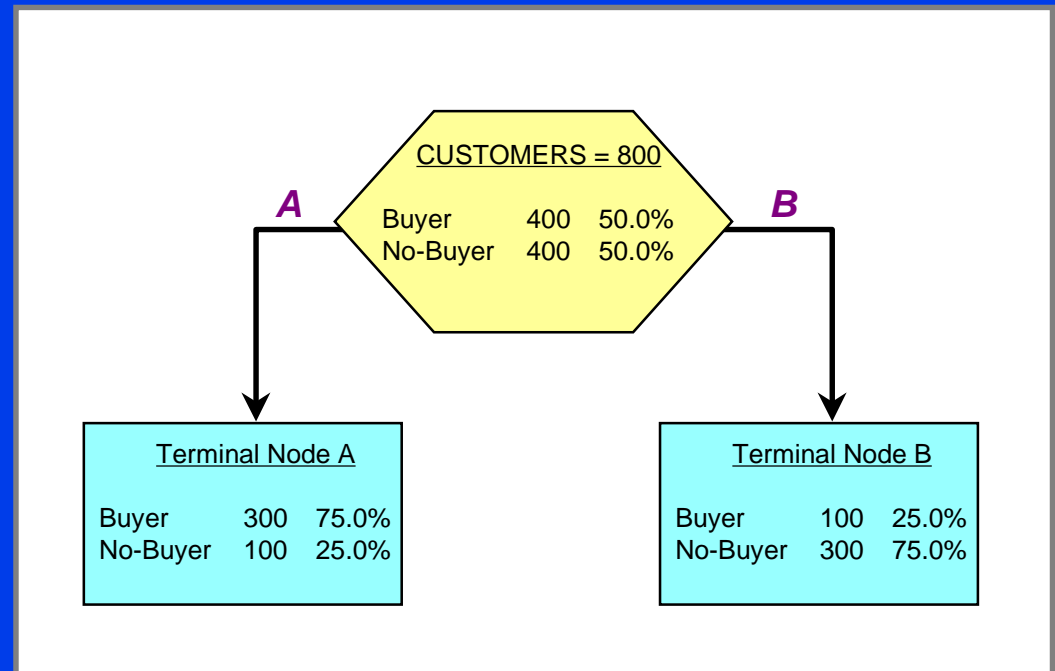 CUSTOMERS = 800
A
B
Buyer 400 50.0%
No-Buyer 400 50.0%
Terminal Node A
Buyer 300 75.0%
No-Buyer 100 25.0%
Terminal Node B
Buyer 100 25.0%
No-Buyer 300 75.0%